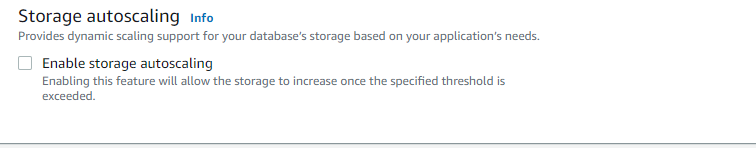 Storage autoscaling Info
Provides dynamic scaling support for your database's storage based on your application's needs.
Enable storage autoscaling
Enabling this feature will allow the storage to increase once the specified threshold is
exceeded.